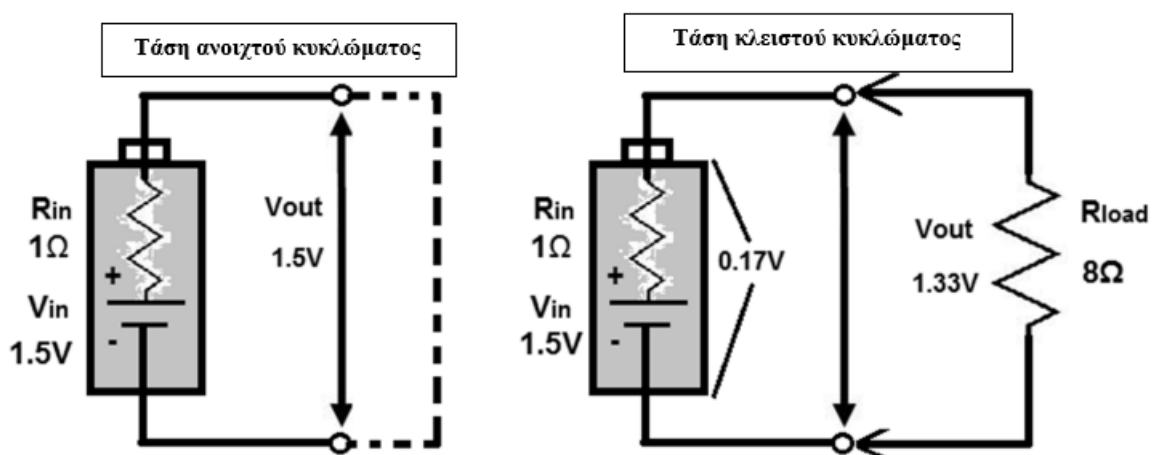 Τάση ανοιχτού κυκλώματος
Rin
1Ω
Vin
1.5V
+
-
Vout
1.5V
Τάση κλειστού κυκλώματος
Rin
1Ω
Vin
1.5V
+
-
0.17V
Vout
1.33V
Rload
8Ω